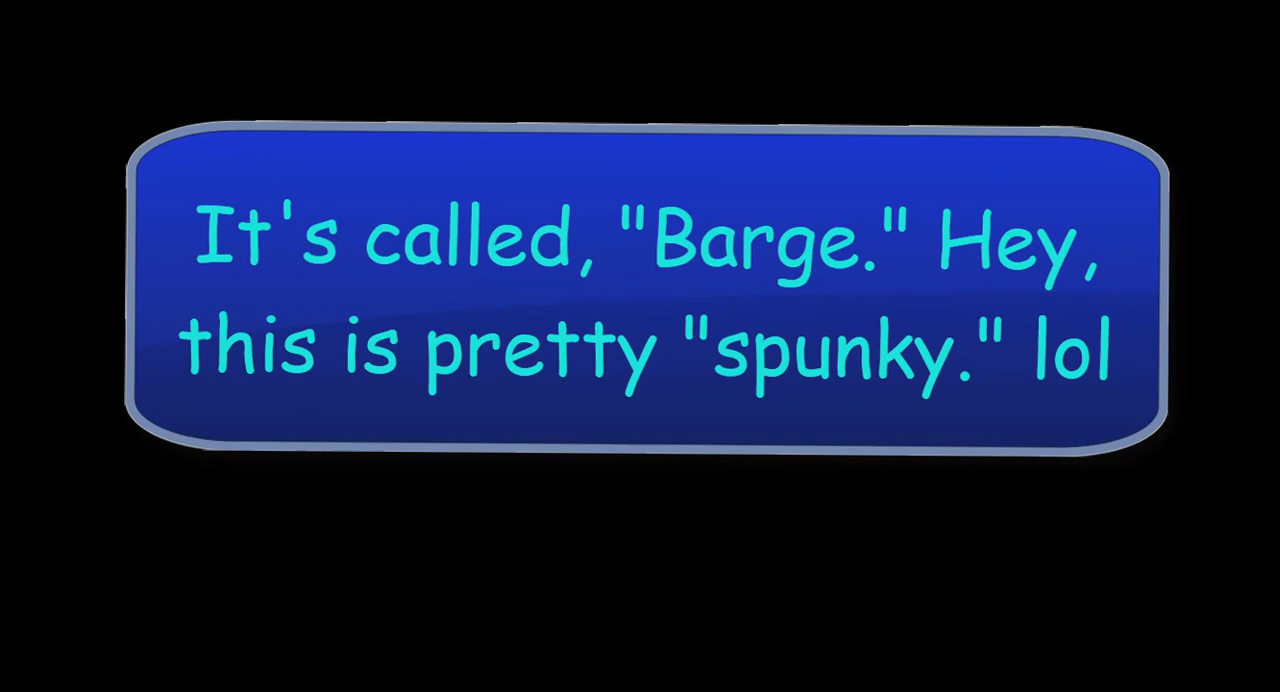 It's called, "Barge." Hey,
this is pretty "spunky." lol